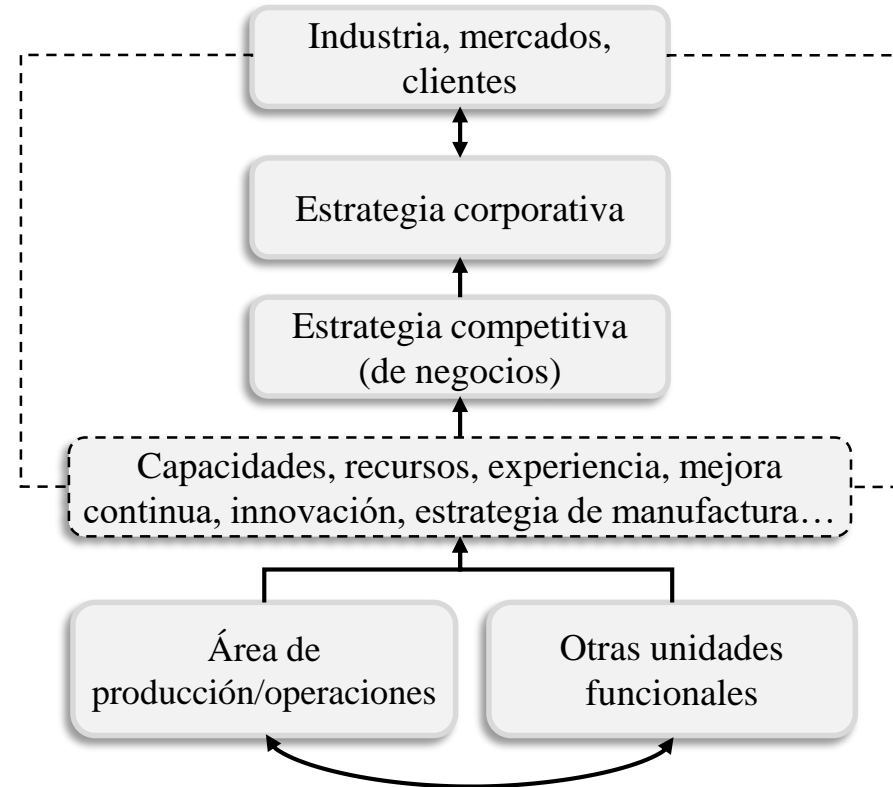 Industria, mercados,
clientes
Estrategia corporativa
Estrategia competitiva
(de negocios)
Capacidades, recursos, experiencia, mejora
continua, innovación, estrategia de manufactura…
Área de
producción/operaciones
Otras unidades
funcionales